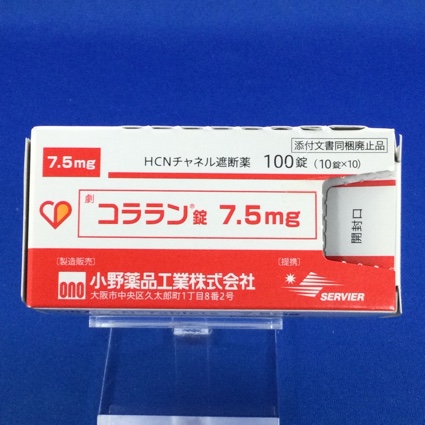 添付文書同梱廃止品
7.5mg
HCNチャネル遮断薬 100錠 (10錠×10)
劇 コララン®錠 7.5mg
開封口
〔製造販売〕
ono 小野薬品工業株式会社
大阪市中央区久太郎町1丁目8番2号
〔提携〕
SERVIER